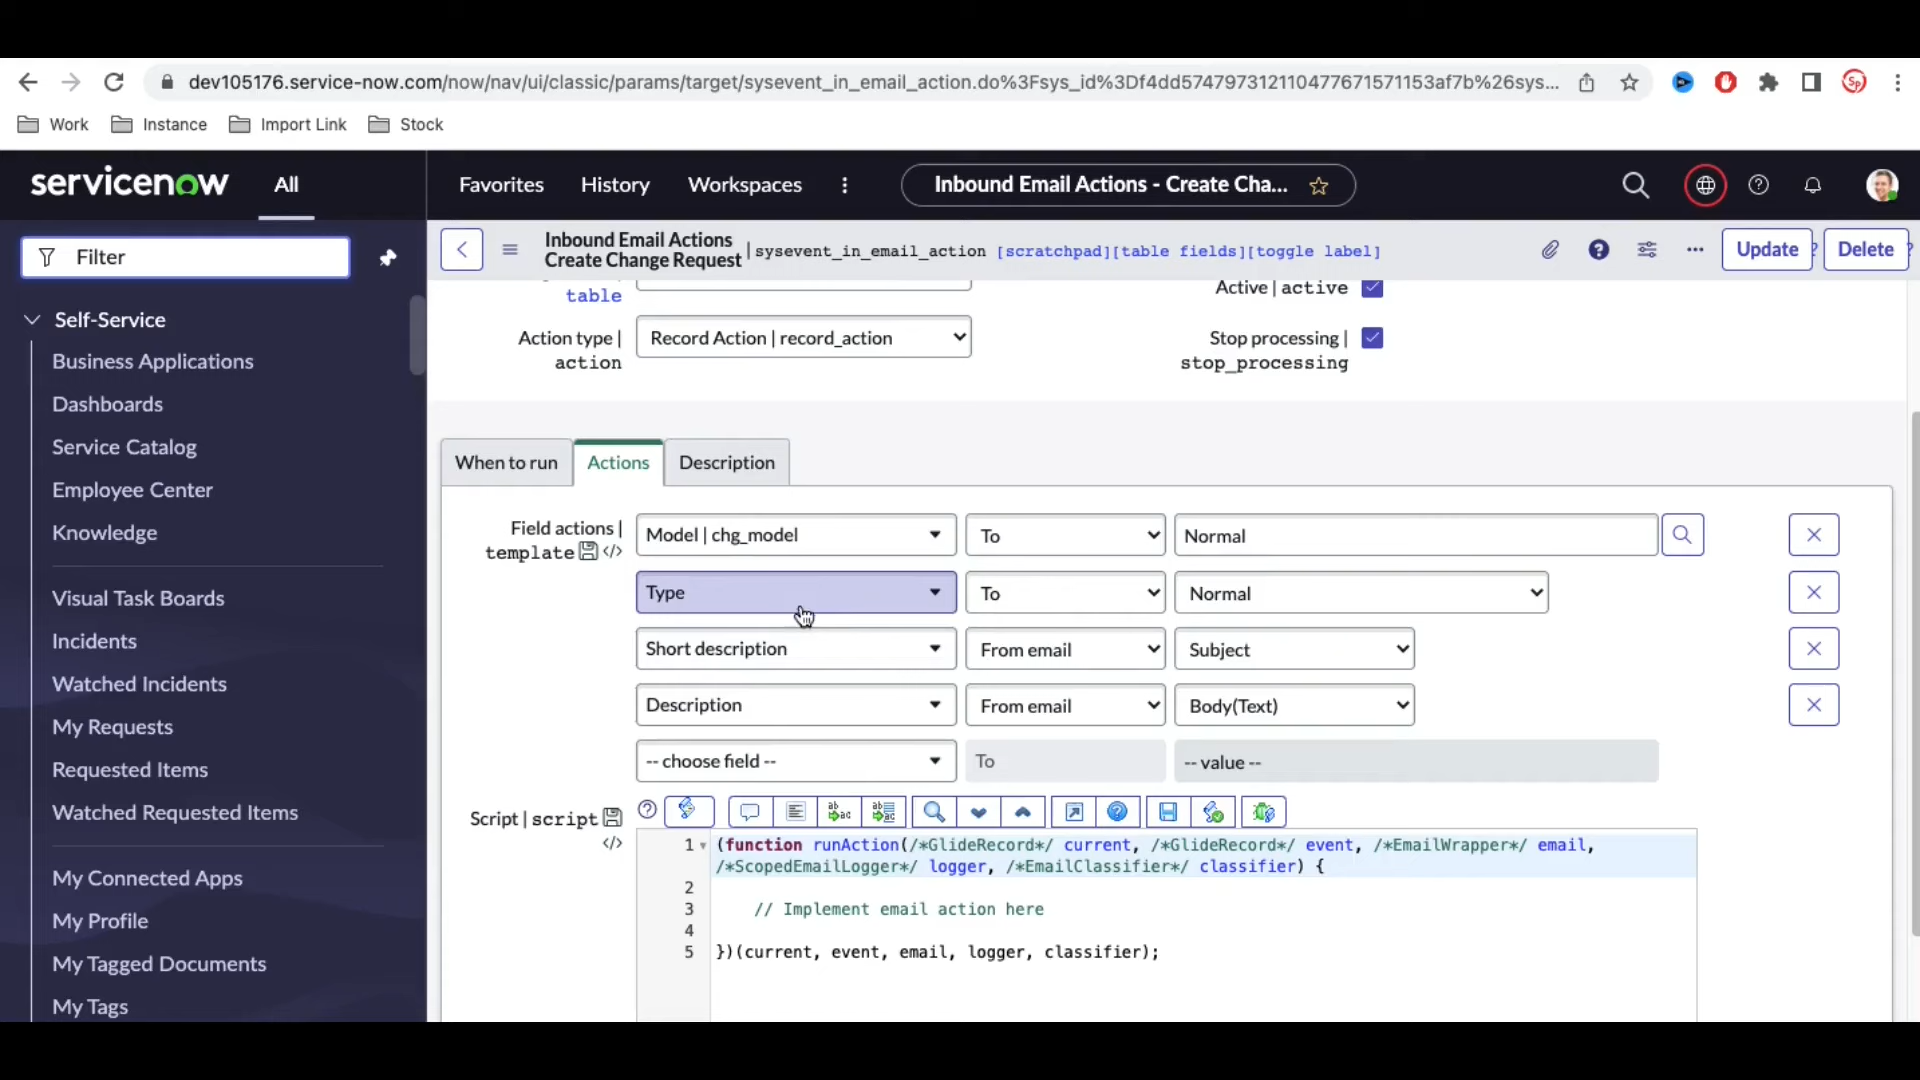 dev105176.service-now.com/now/nav/ui/classic/params/target/sysevent_in_email_action.do%3Fsys_id%3Df4dd574797312110477671571153af7b%26sys...
Work Instance Import Link Stock
servicenow All Favorites History Workspaces Inbound Email Actions - Create Cha...
Filter
Inbound Email Actions
Create Change Request | sysevent_in_email_action [scratchpad][table fields][toggle label] Update Delete
table
Active | active
Action type |
action
Record Action | record_action
Stop processing |
stop_processing
Self-Service
Business Applications
Dashboards
Service Catalog
Employee Center
Knowledge
Visual Task Boards
Incidents
Watched Incidents
My Requests
Requested Items
Watched Requested Items
My Connected Apps
My Profile
My Tagged Documents
My Tags
When to run Actions Description
Field actions |
template
Model | chg_model To Normal
Type To Normal
Short description From email Subject
Description From email Body(Text)
-- choose field -- To -- value --
Script | script
1 (function runAction(/*GlideRecord*/ current, /*GlideRecord*/ event, /*EmailWrapper*/ email,
/*ScopedEmailLogger*/ logger, /*EmailClassifier*/ classifier) {
2
3 // Implement email action here
4
5 })(current, event, email, logger, classifier);